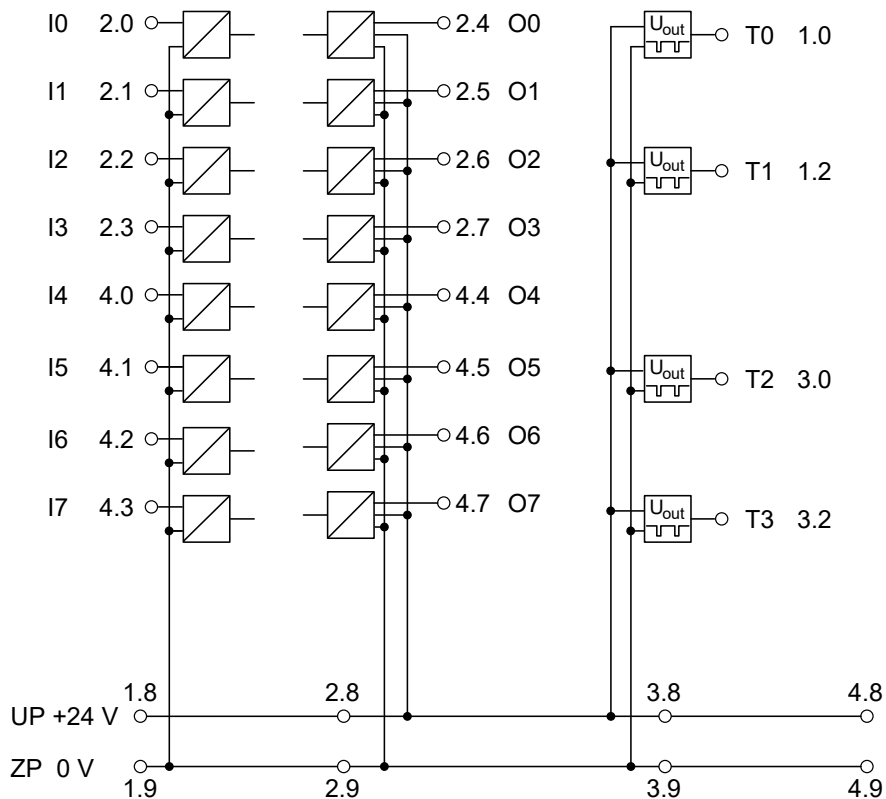 I0 2.0 2.4 O0 Uout T0 1.0
I1 2.1 2.5 O1
I2 2.2 2.6 O2 Uout T1 1.2
I3 2.3 2.7 O3
I4 4.0 4.4 O4
I5 4.1 4.5 O5 Uout T2 3.0
I6 4.2 4.6 O6
I7 4.3 4.7 O7 Uout T3 3.2
1.8 2.8 3.8 4.8
UP +24 V
ZP 0 V
1.9 2.9 3.9 4.9